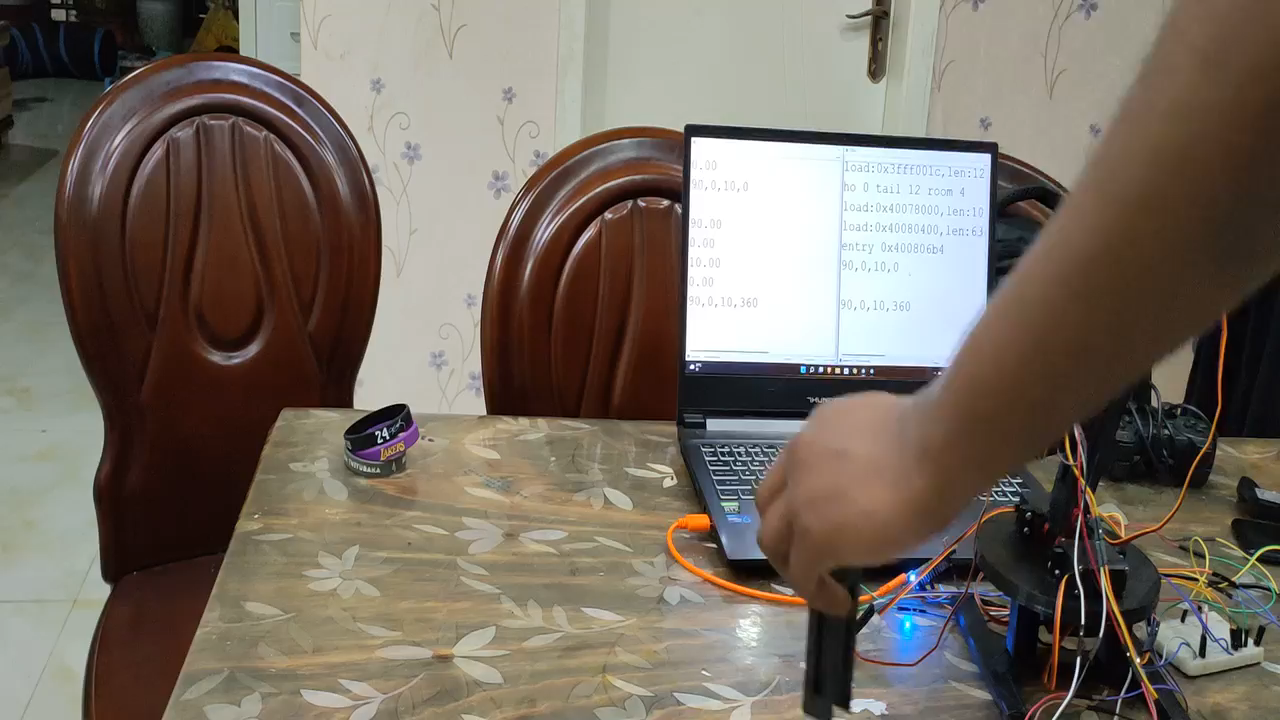 0.00
90,0,10,0
90.00
0.00
10.00
0.00
90,0,10,360
load:0x3fff001c,len:12
ho 0 tail 12 room 4
load:0x40078000,len:10
load:0x40080400,len:63
entry 0x400806b4
90,0,10,0
90,0,10,360
24
LAKERS